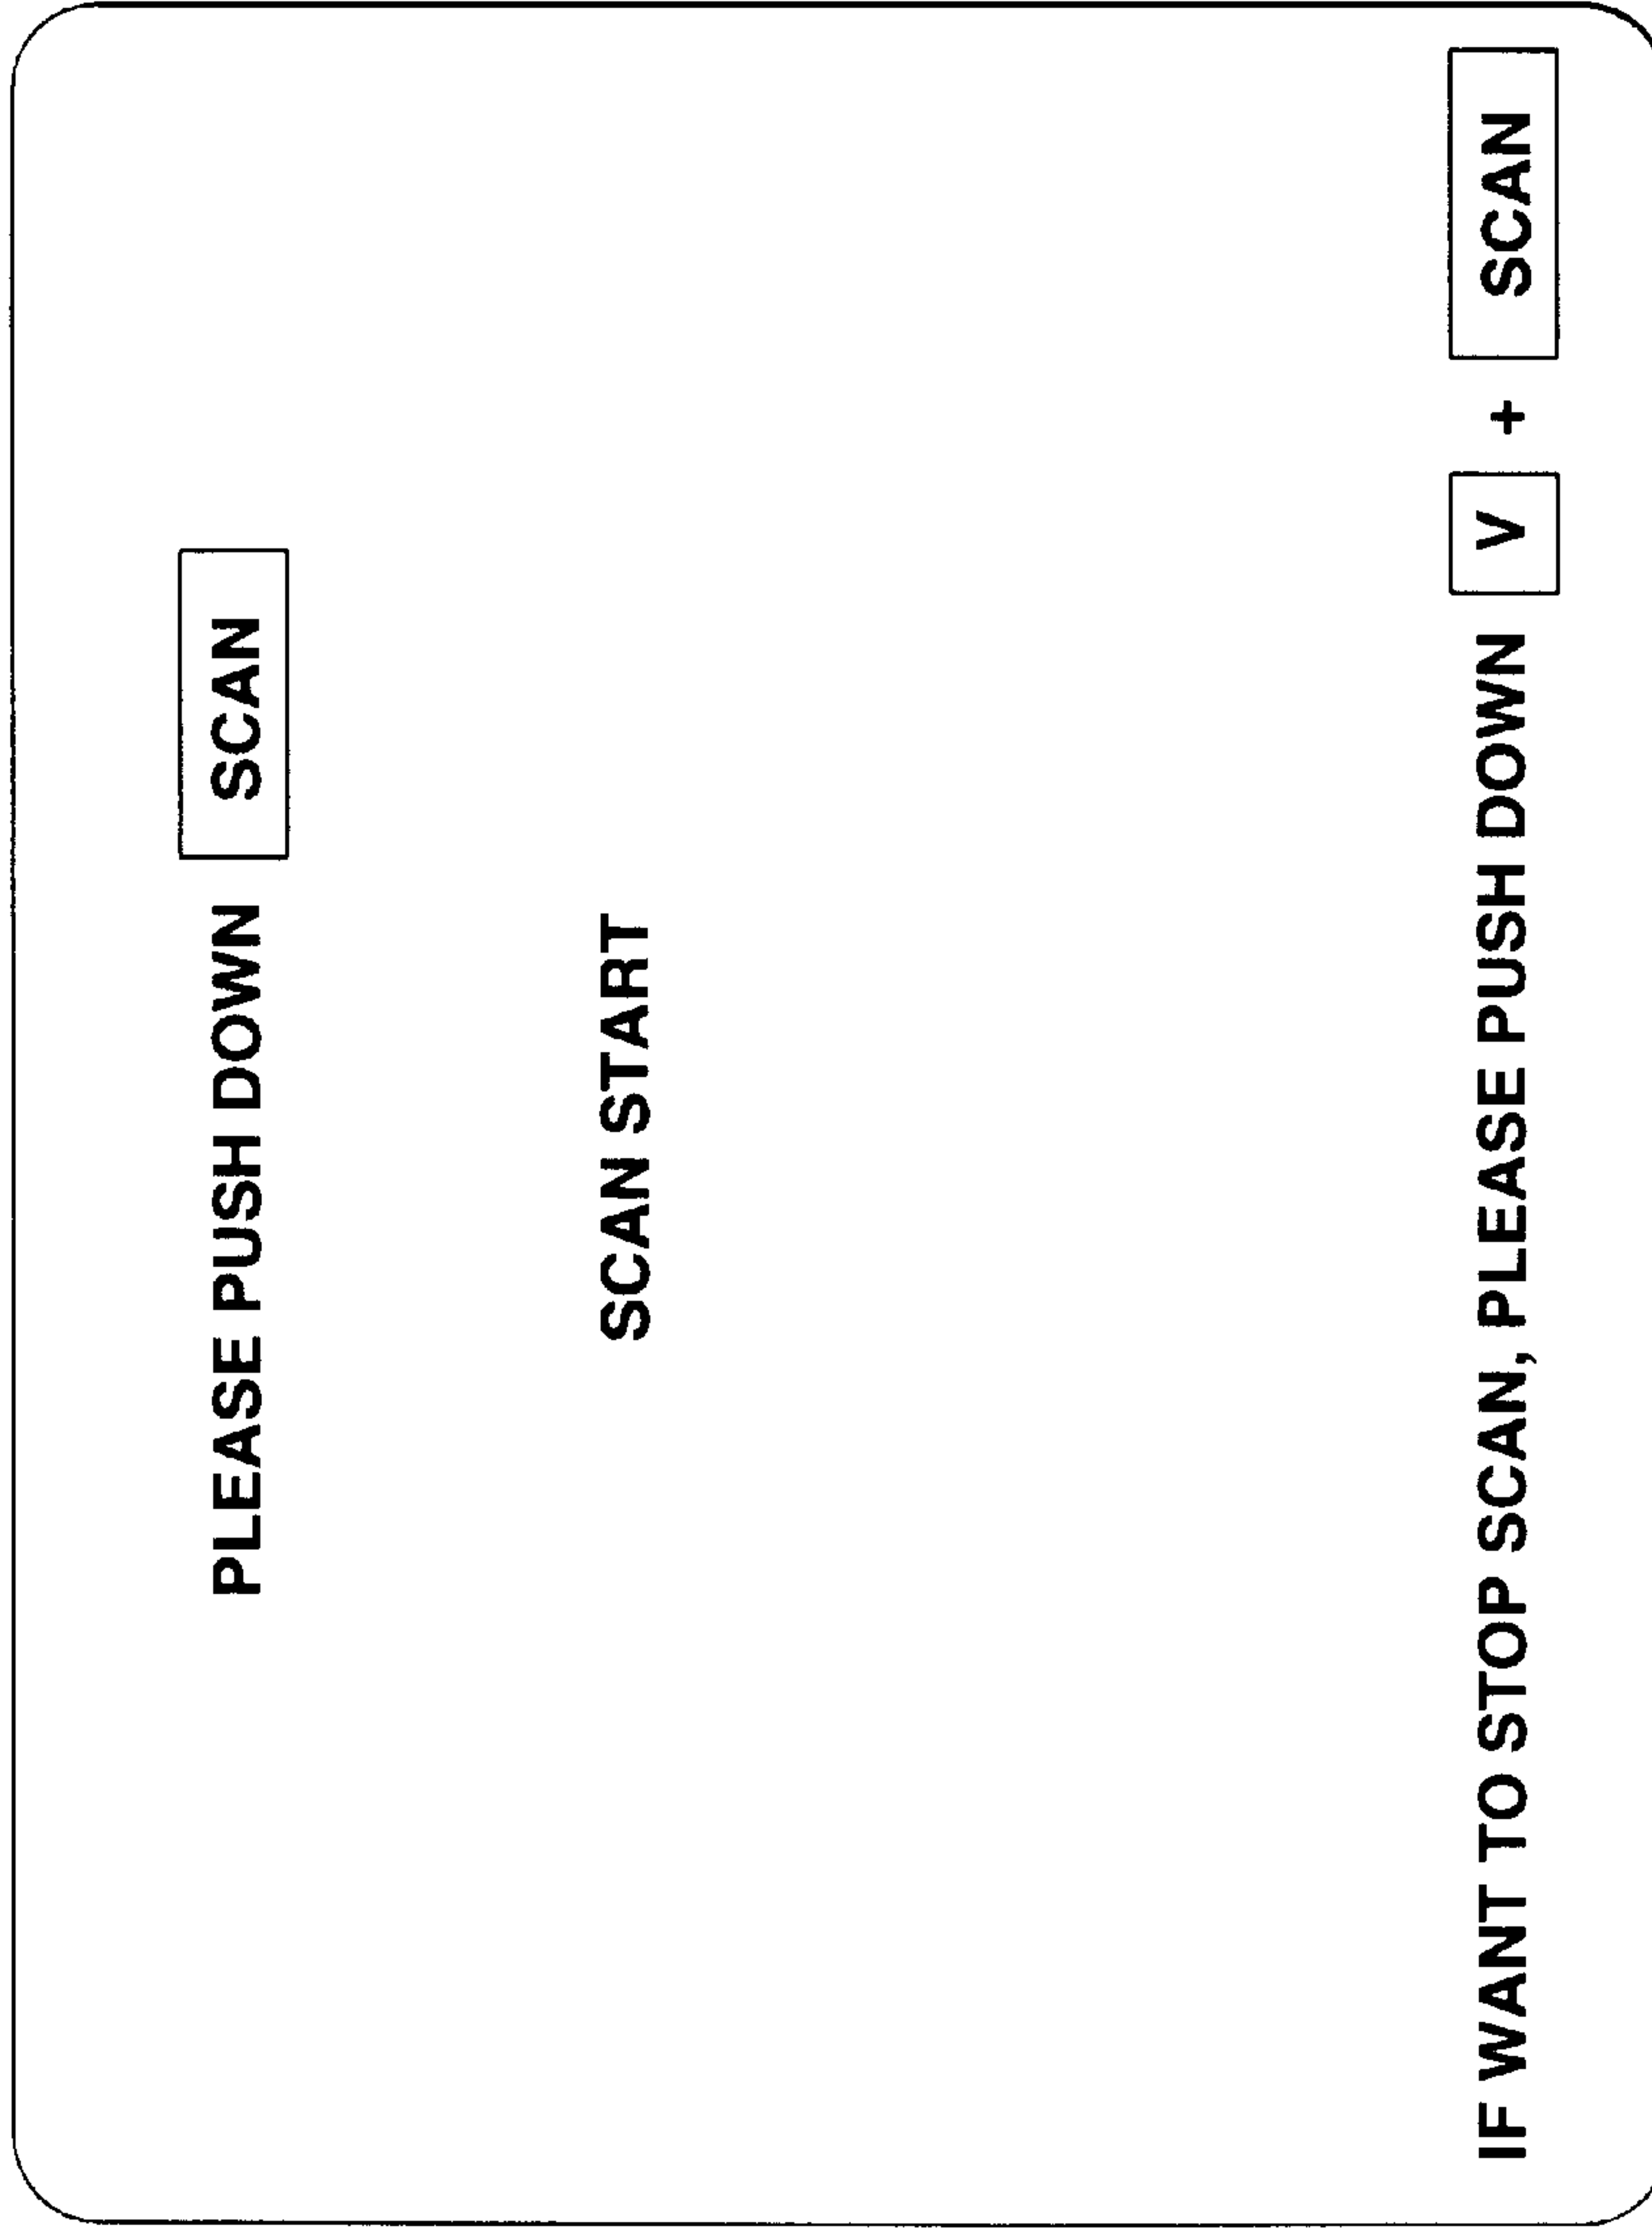 PLEASE PUSH DOWN SCAN
SCAN START
IF WANT TO STOP SCAN, PLEASE PUSH DOWN V + SCAN